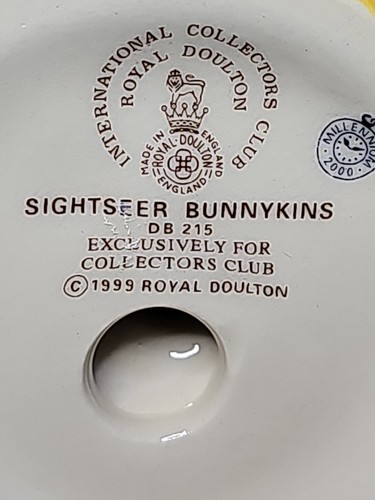 INTERNATIONAL COLLECTORS CLUB
ROYAL DOULTON
MADE IN ENGLAND
ROYAL·DOULTON
ENGLAND
MILLENNIUM
2000
SIGHTSEER BUNNYKINS
DB 215
EXCLUSIVELY FOR
COLLECTORS CLUB
© 1999 ROYAL DOULTON